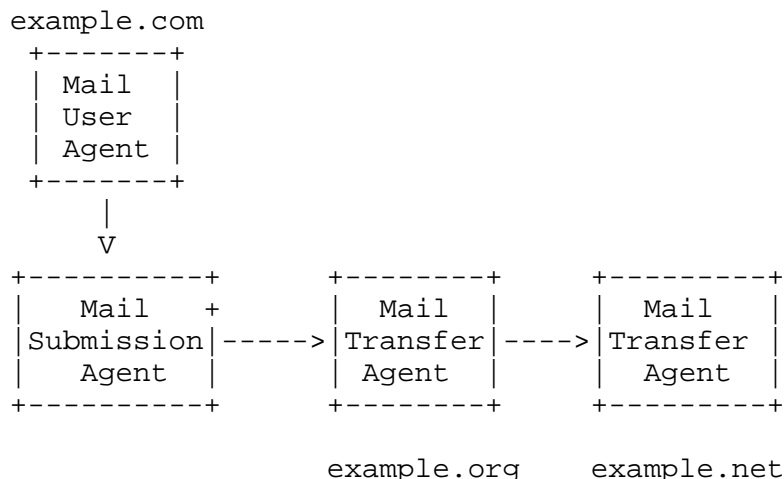 example.com
+-------+
| Mail |
| User |
| Agent |
+-------+
|
V
+----------+ +--------+ +---------+
| Mail + | Mail | | Mail |
|Submission|----->|Transfer|---->|Transfer |
| Agent | | Agent | | Agent |
+----------+ +--------+ +---------+
example.org example.net